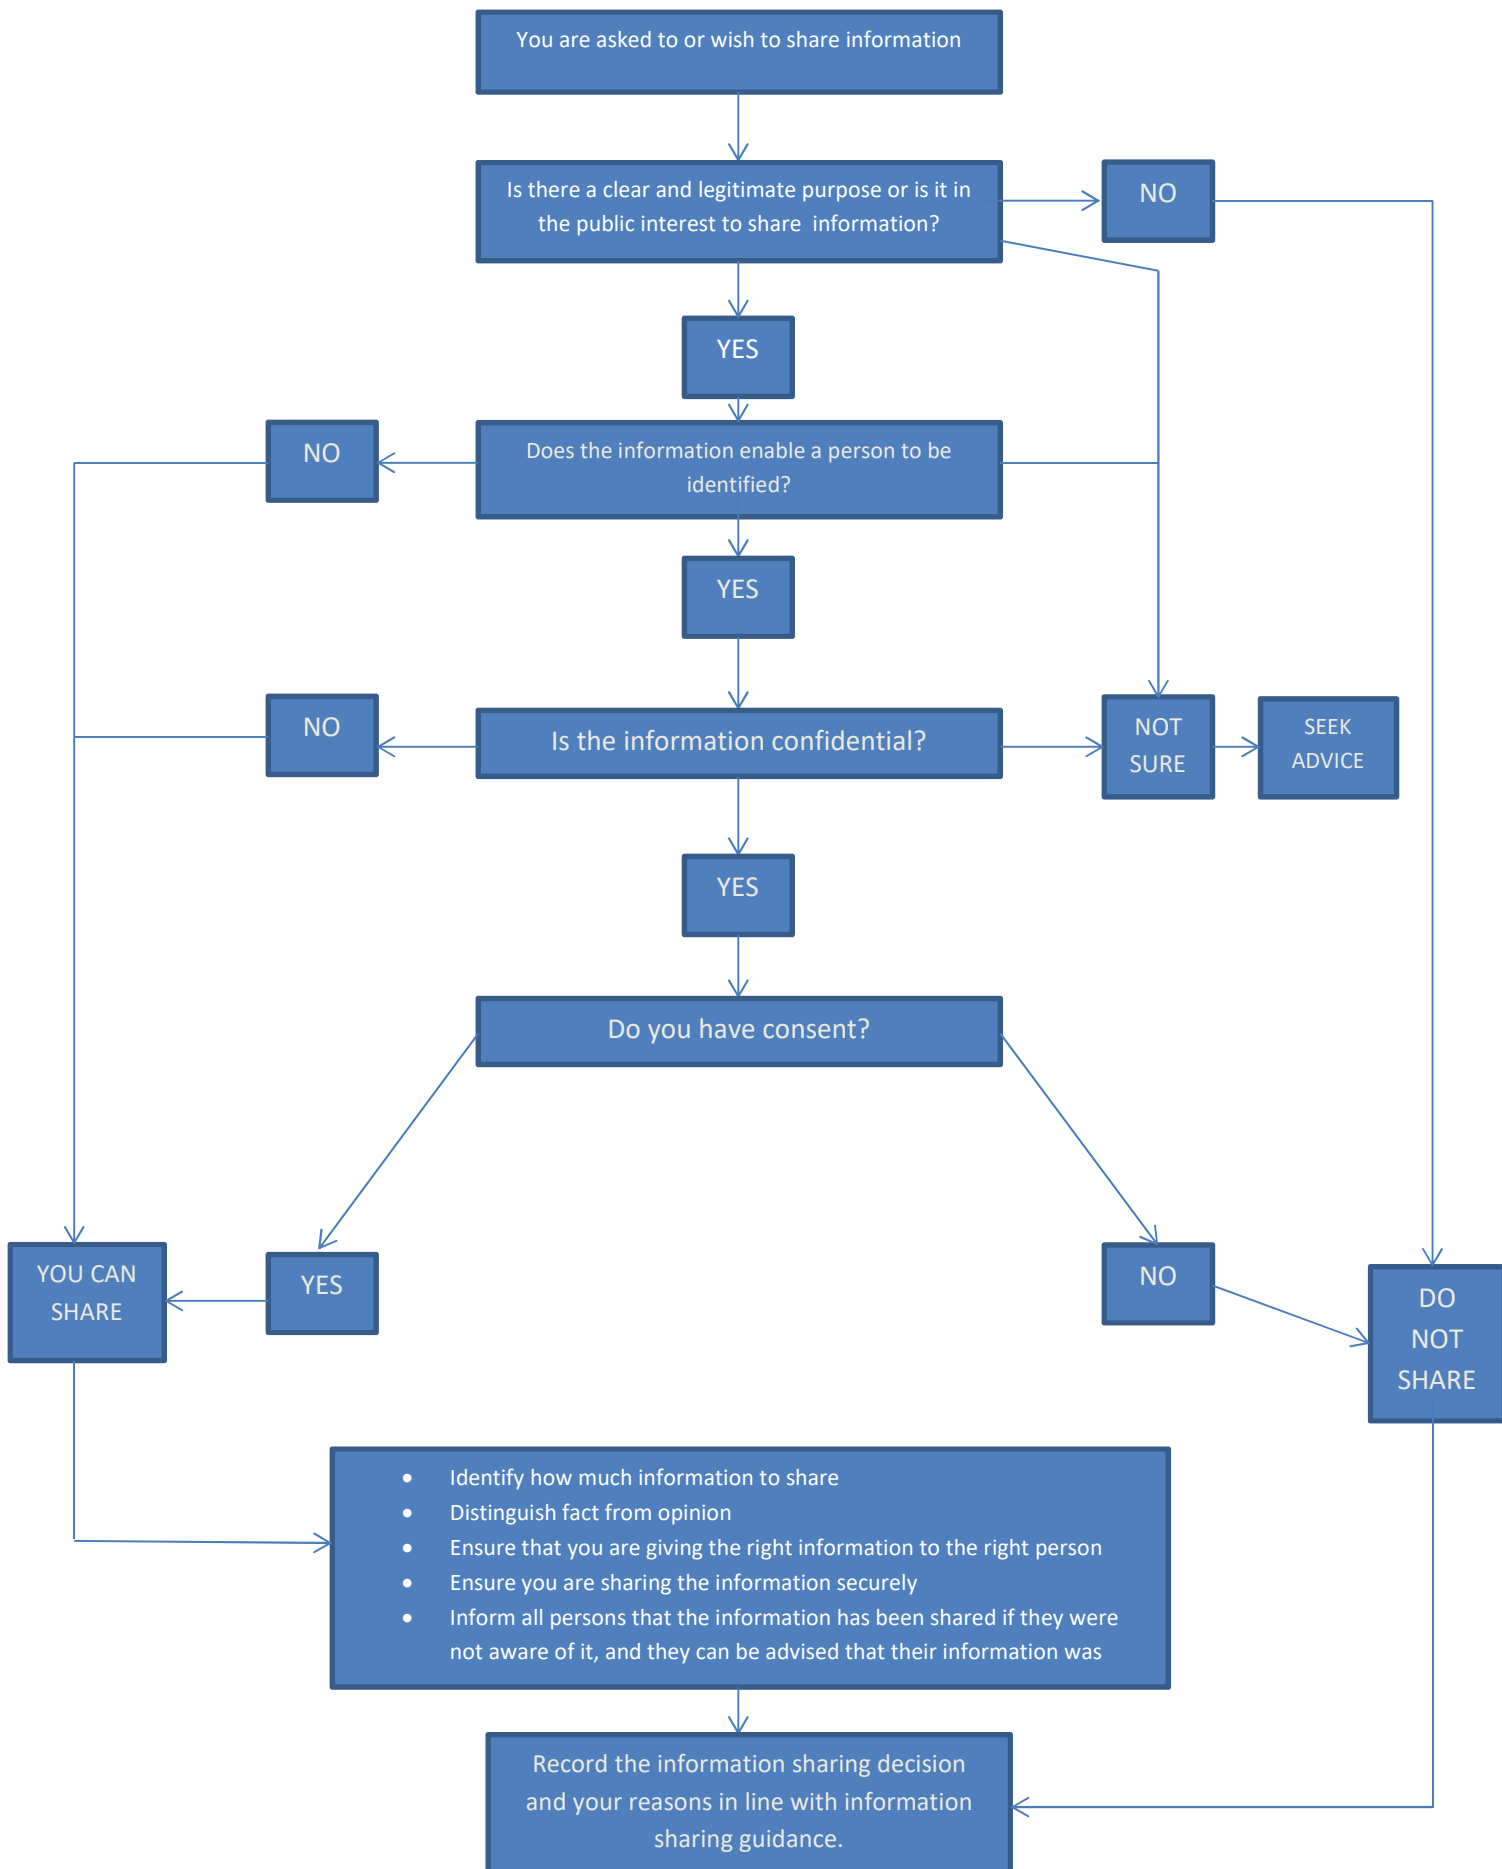 You are asked to or wish to share information
Is there a clear and legitimate purpose or is it in
the public interest to share  information?
NO
YES
NO
Does the information enable a person to be
identified?
YES
NO
Is the information confidential?
NOT
SURE
SEEK
ADVICE
YES
Do you have consent?
YOU CAN
SHARE
YES
NO
DO
NOT
SHARE
• Identify how much information to share
• Distinguish fact from opinion
• Ensure that you are giving the right information to the right person
• Ensure you are sharing the information securely
• Inform all persons that the information has been shared if they were
not aware of it, and they can be advised that their information was
Record the information sharing decision
and your reasons in line with information
sharing guidance.